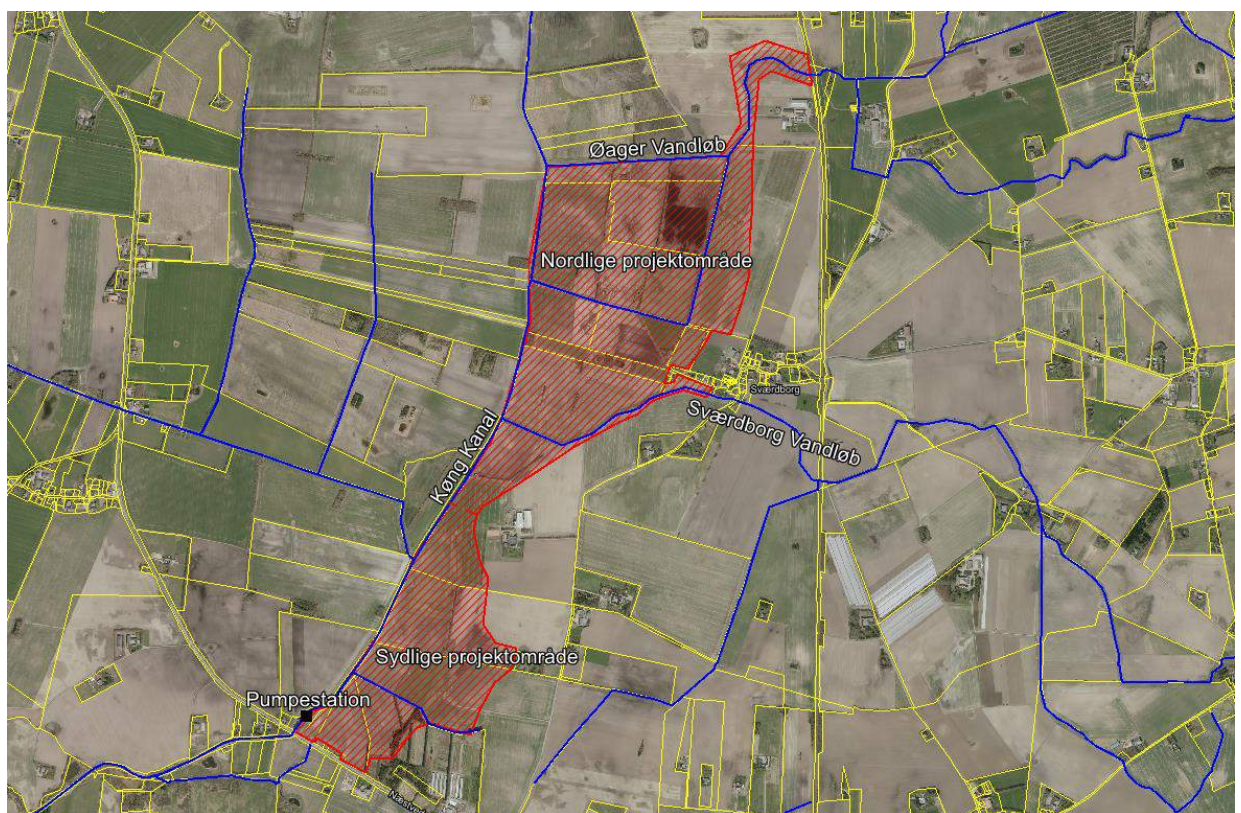 Øager Vandløb
Nordlige projektområde
Sværdborg
Sværdborg Vandløb
Køng Kanal
Sydlige projektområde
Pumpestation